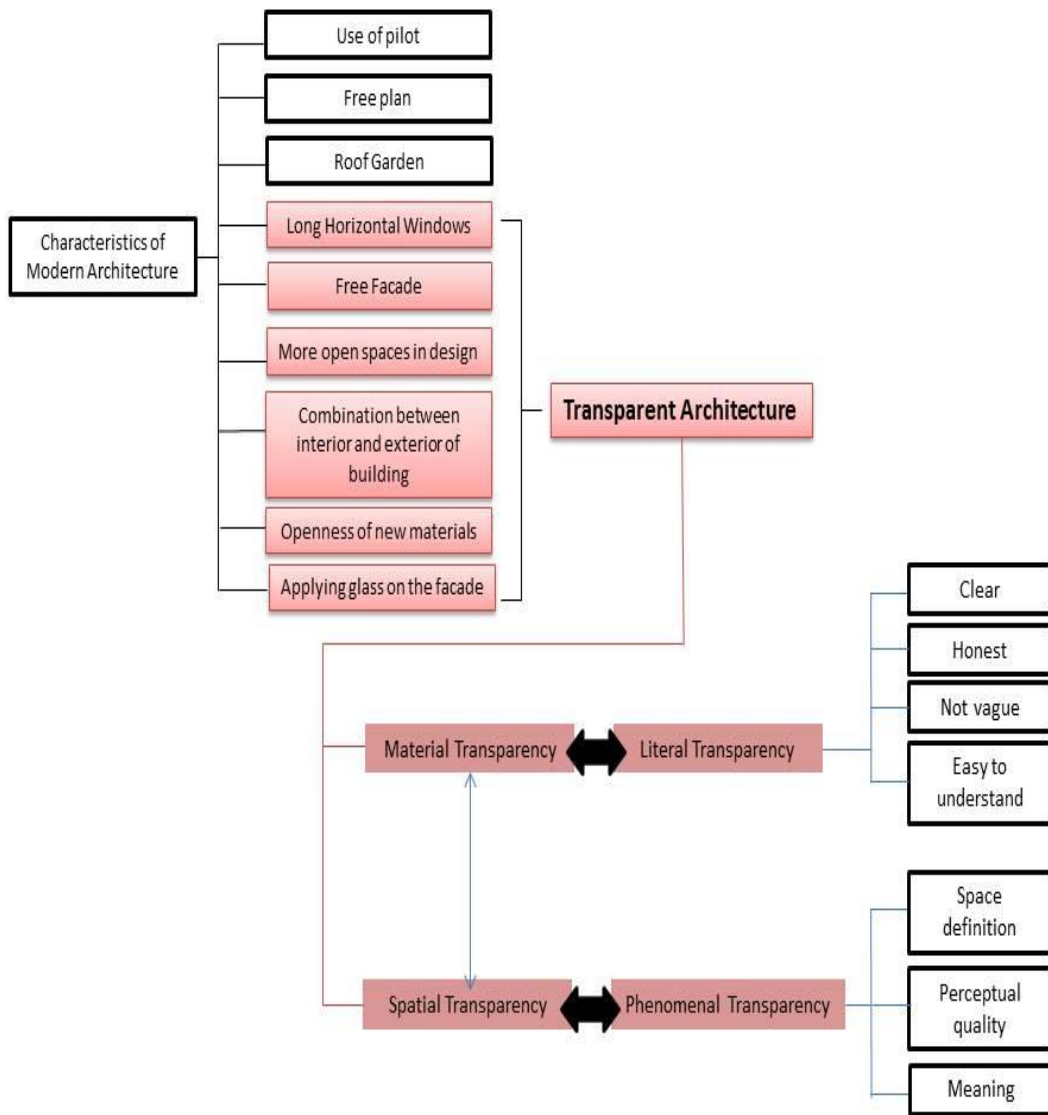 Use of pilot
Free plan
Roof Garden
Characteristics of
Modern Architecture
Long Horizontal Windows
Free Facade
More open spaces in design
Combination between
interior and exterior of
building
Openness of new materials
Applying glass on the facade
Transparent Architecture
Clear
Honest
Not vague
Easy to
understand
Material Transparency
Literal Transparency
Space
definition
Perceptual
quality
Meaning
Spatial Transparency
Phenomenal Transparency